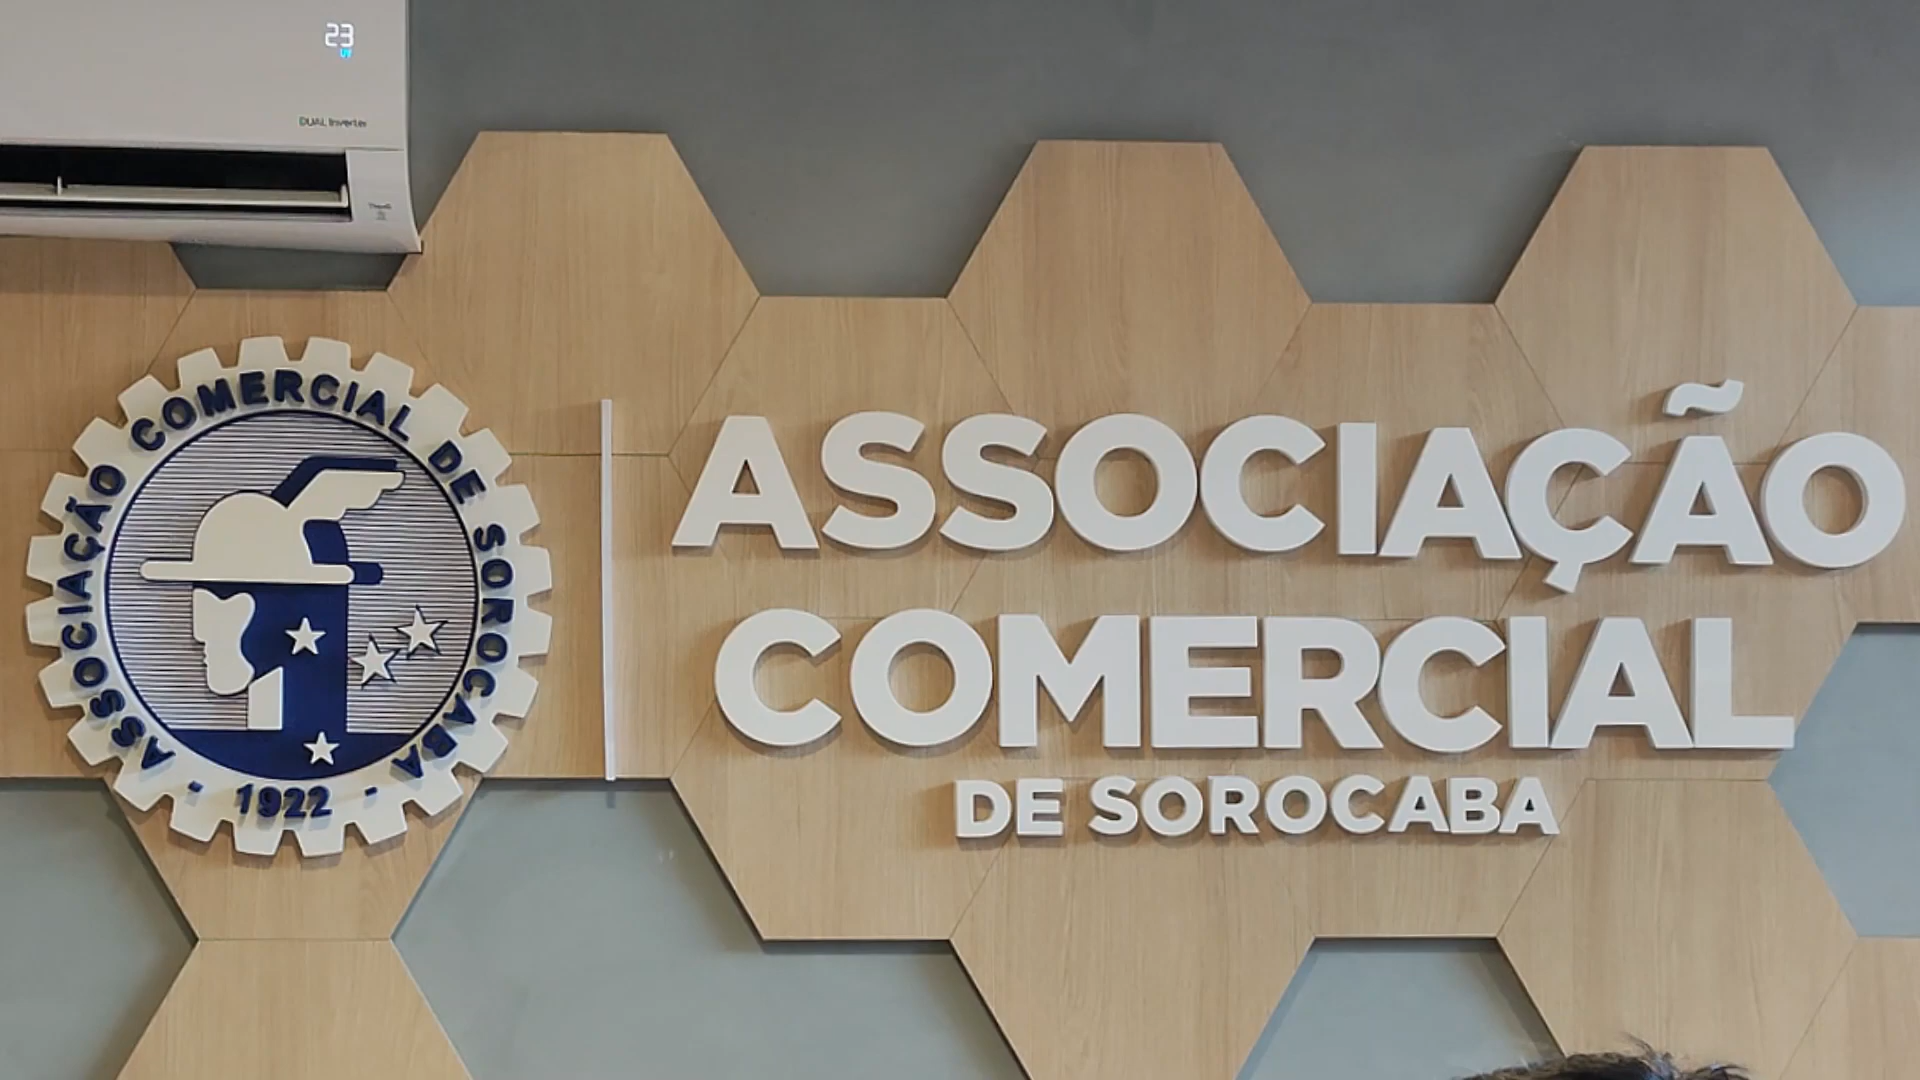 23
DUAL Inverter
ASSOCIAÇÃO COMERCIAL DE SOROCABA
- 1922 -
ASSOCIAÇÃO
COMERCIAL
DE SOROCABA